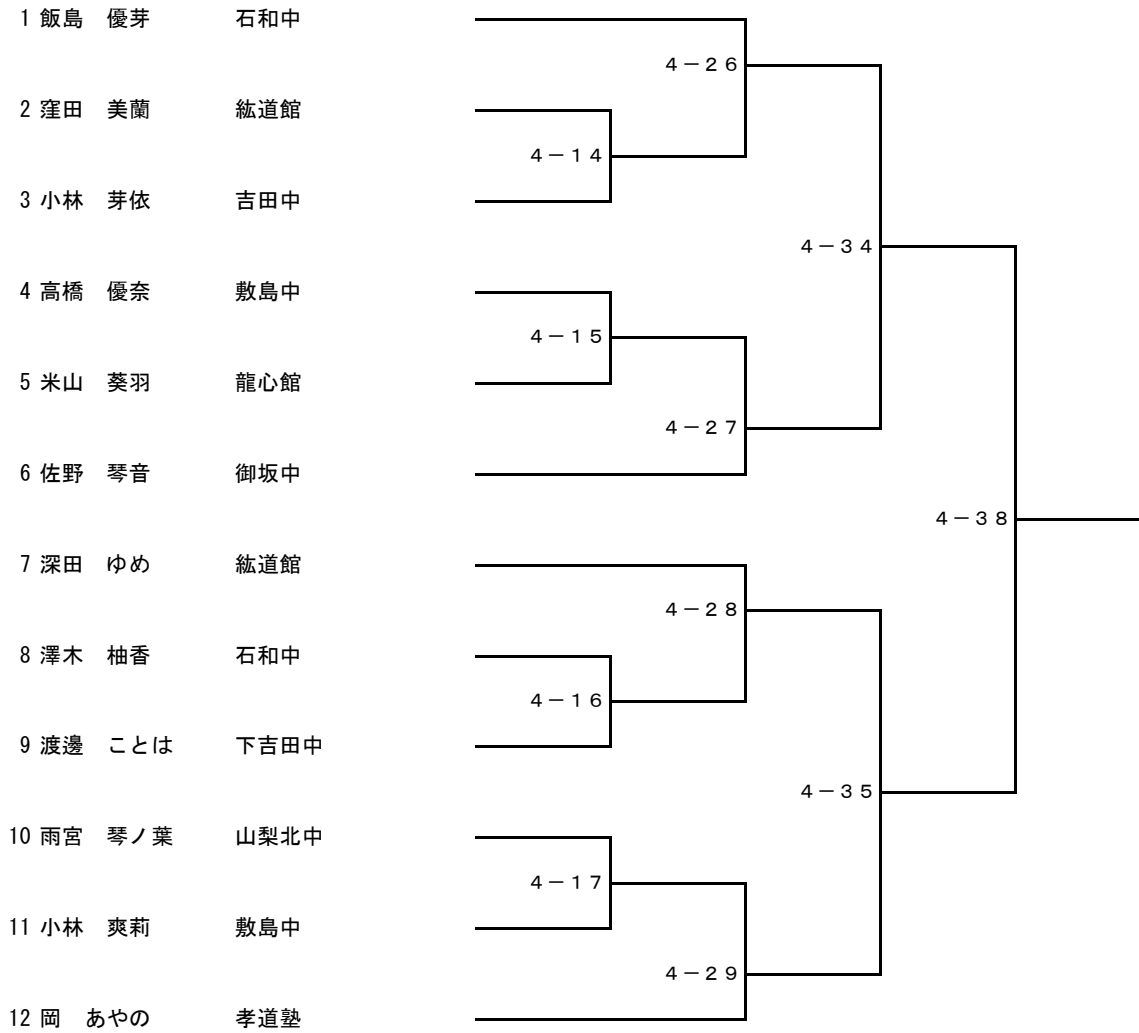 1 飯島　優芽　石和中
4－26
2 窪田　美蘭　紘道館
4－14
3 小林　芽依　吉田中
4－34
4 高橋　優奈　敷島中
4－15
5 米山　葵羽　龍心館
4－27
6 佐野　琴音　御坂中
4－38
7 深田　ゆめ　紘道館
4－28
8 澤木　柚香　石和中
4－16
9 渡邊　ことは　下吉田中
4－35
10 雨宮　琴ノ葉　山梨北中
4－17
11 小林　爽莉　敷島中
4－29
12 岡　あやの　孝道塾